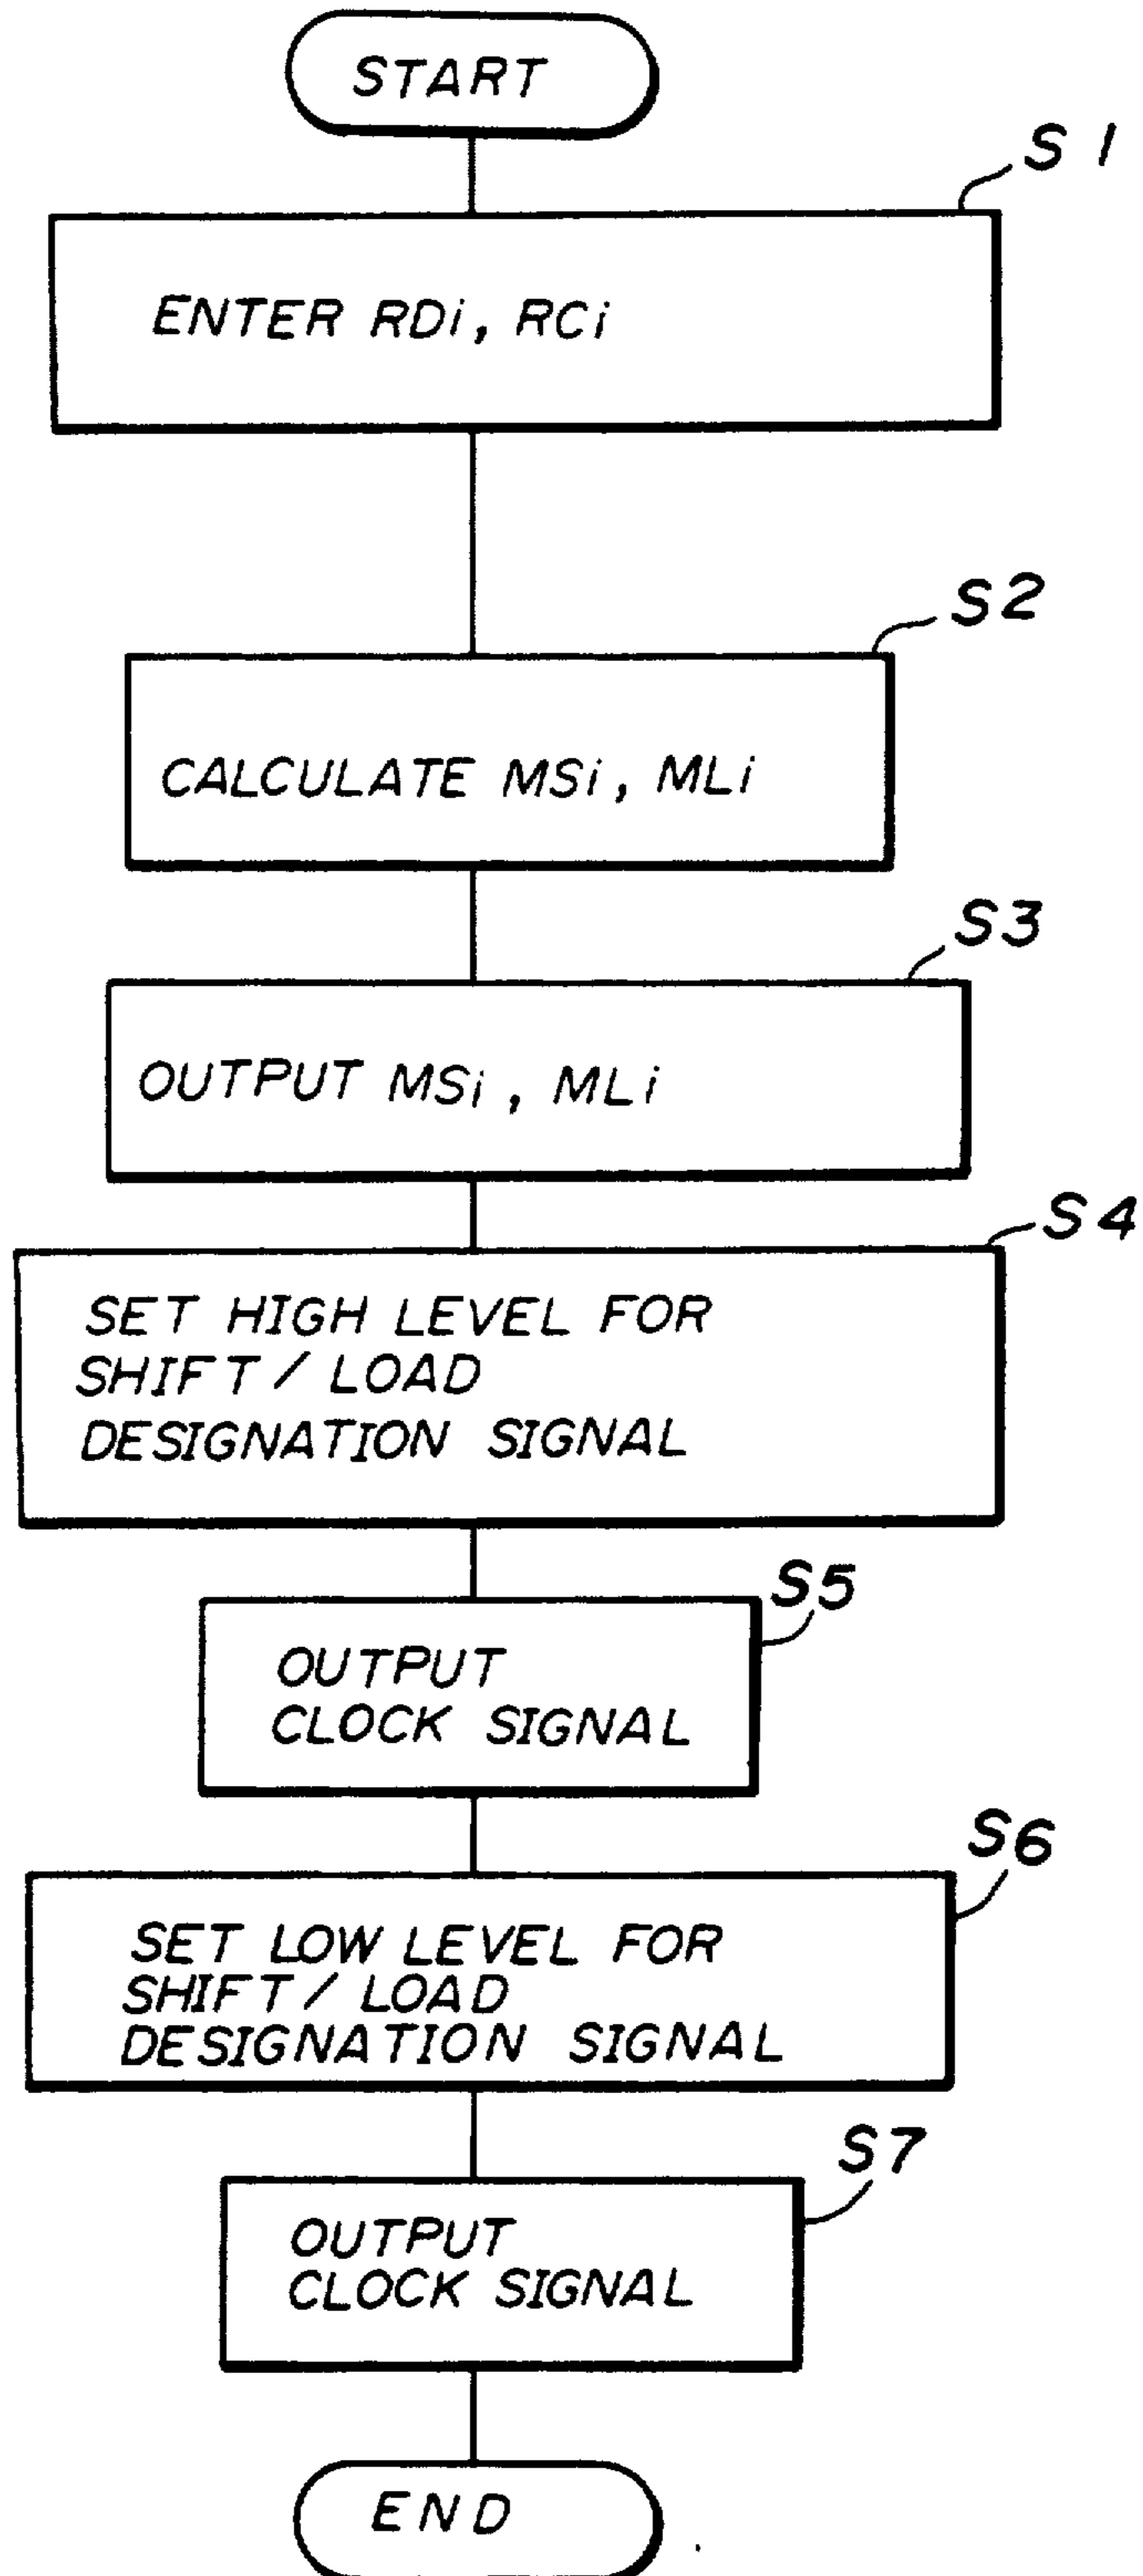 START
S1
ENTER RDi, RCi
S2
CALCULATE MSi, MLi
S3
OUTPUT MSi, MLi
S4
SET HIGH LEVEL FOR
SHIFT / LOAD
DESIGNATION SIGNAL
S5
OUTPUT
CLOCK SIGNAL
S6
SET LOW LEVEL FOR
SHIFT / LOAD
DESIGNATION SIGNAL
S7
OUTPUT
CLOCK SIGNAL
END